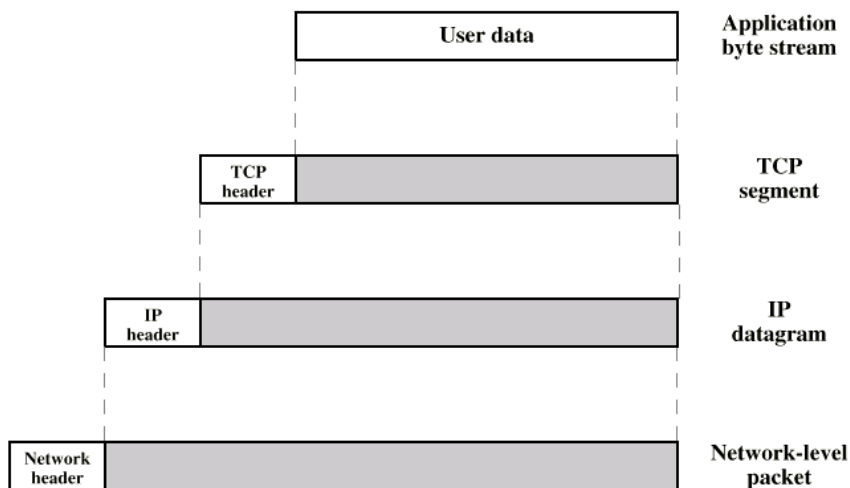 User data
Application
byte stream
TCP
header
TCP
segment
IP
header
IP
datagram
Network
header
Network-level
packet